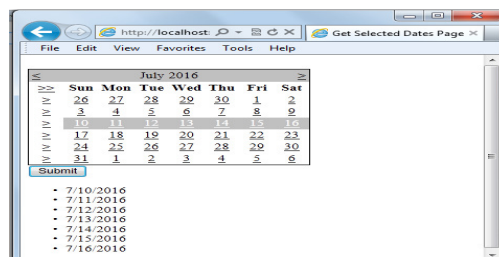 http://localhost:
Get Selected Dates Page
File Edit View Favorites Tools Help
< July 2016 >
>> Sun Mon Tue Wed Thu Fri Sat
> 26 27 28 29 30 1 2
> 3 4 5 6 7 8 9
> 10 11 12 13 14 15 16
> 17 18 19 20 21 22 23
> 24 25 26 27 28 29 30
> 31 1 2 3 4 5 6
Submit
• 7/10/2016
• 7/11/2016
• 7/12/2016
• 7/13/2016
• 7/14/2016
• 7/15/2016
• 7/16/2016